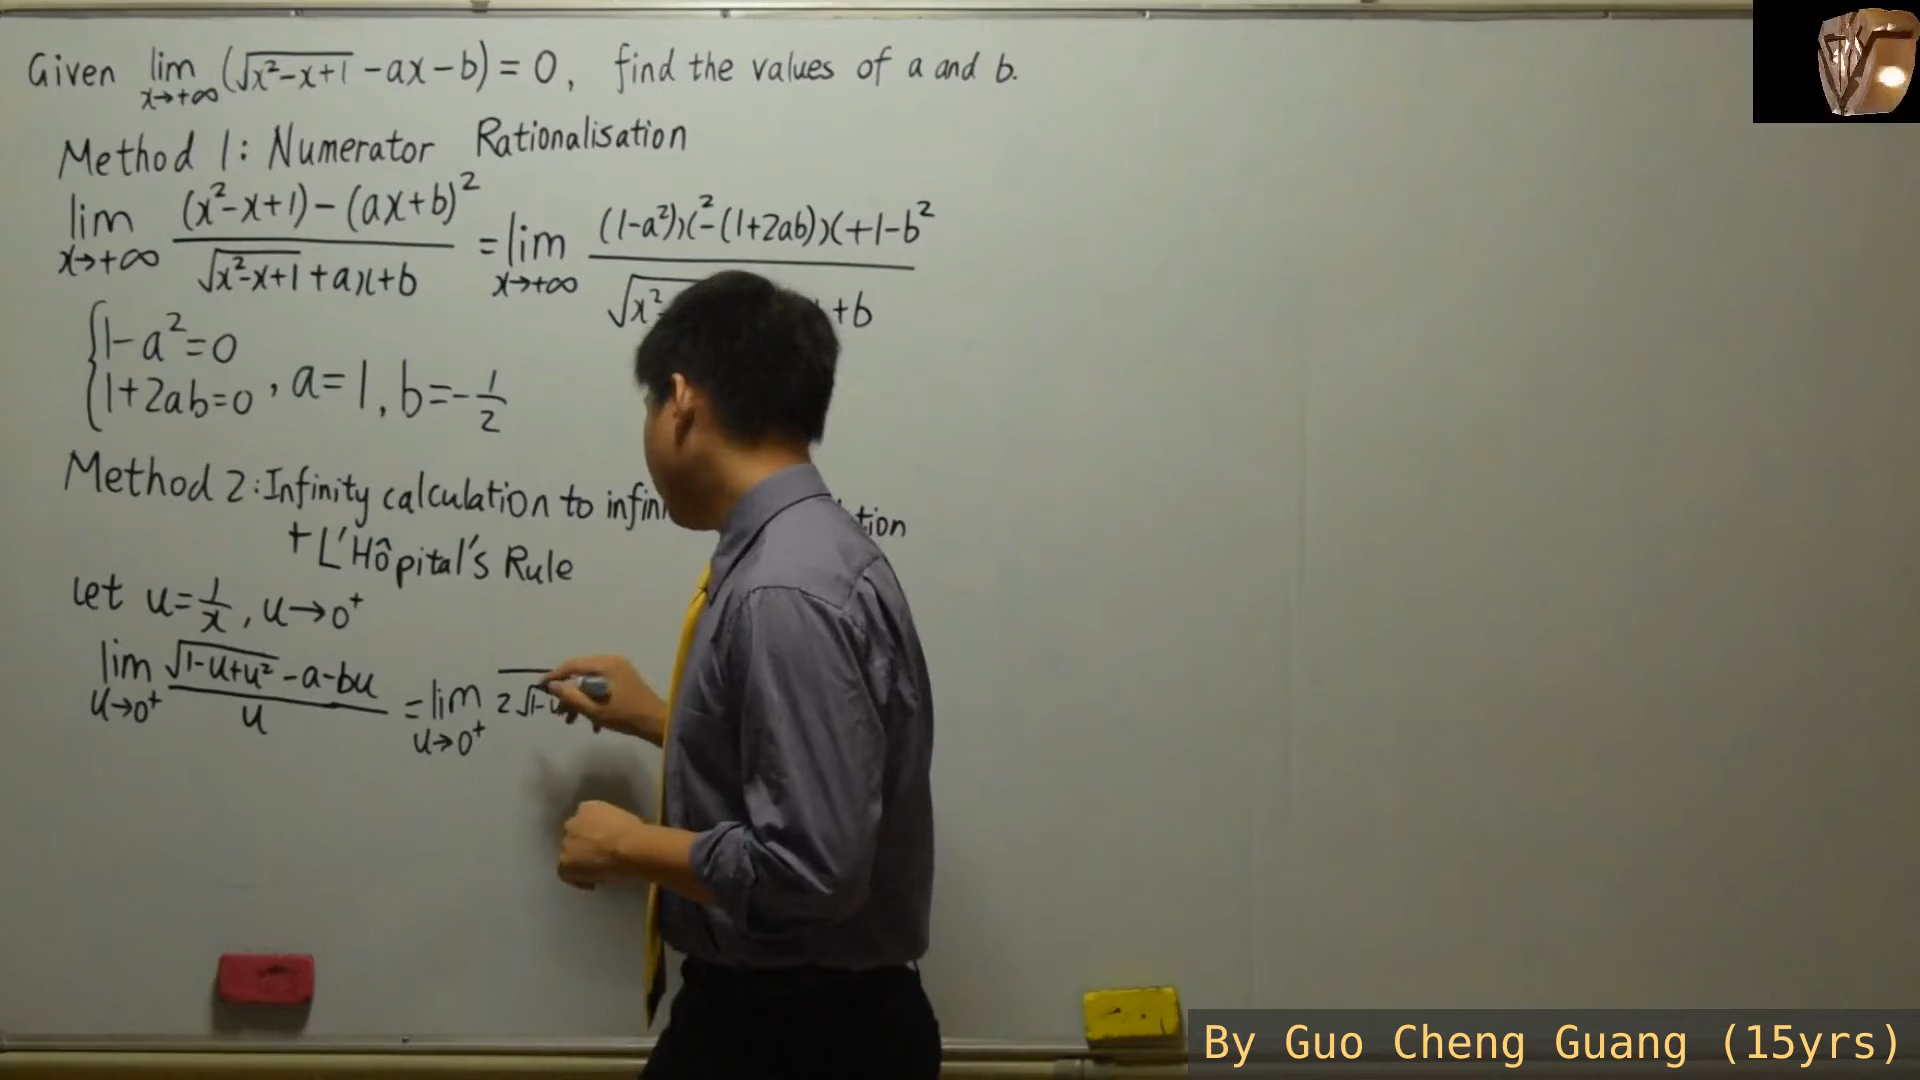 Given lim x→+∞ (√x²-x+1 -ax-b) = 0, find the values of a and b.
Method 1: Numerator Rationalisation
lim x→+∞ (x²-x+1)-(ax+b)² / √x²-x+1 +ax+b = lim x→+∞ (1-a²)x²-(1+2ab)x+1-b² / √x² +b
{1-a²=0
1+2ab=0, a=1, b=-1/2
Method 2: Infinity calculation to
+ L'Hôpital's Rule
Let u=1/x, u→0⁺
lim u→0⁺ √1-u+u² -a-bu / u = lim u→0⁺ / 2√1-u
By Guo Cheng Guang (15yrs)